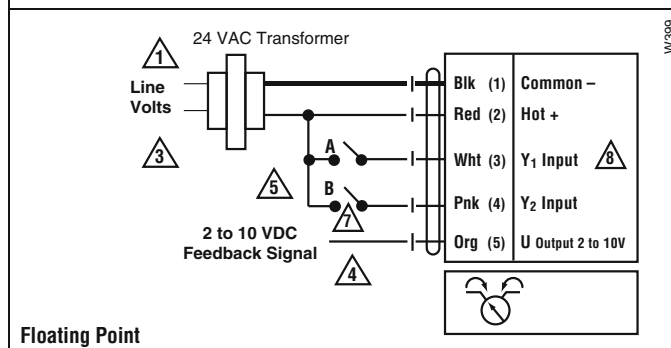 24 VAC Transformer
W399
1
Line
Volts
3
Blk (1) Common –
Red (2) Hot +
A
Wht (3) Y1 Input
8
5
B
7
Pnk (4) Y2 Input
2 to 10 VDC
Feedback Signal
4
Org (5) U Output 2 to 10V
Floating Point